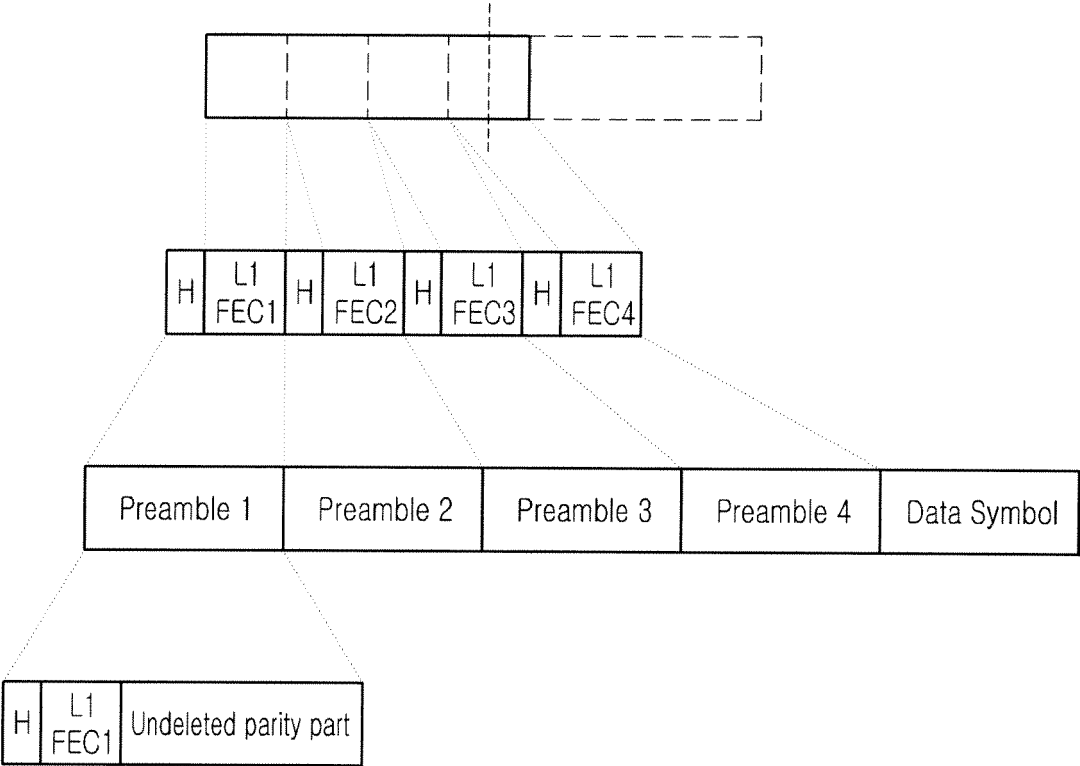 H L1 FEC1 H L1 FEC2 H L1 FEC3 H L1 FEC4
Preamble 1 Preamble 2 Preamble 3 Preamble 4 Data Symbol
H L1 FEC1 Undeleted parity part